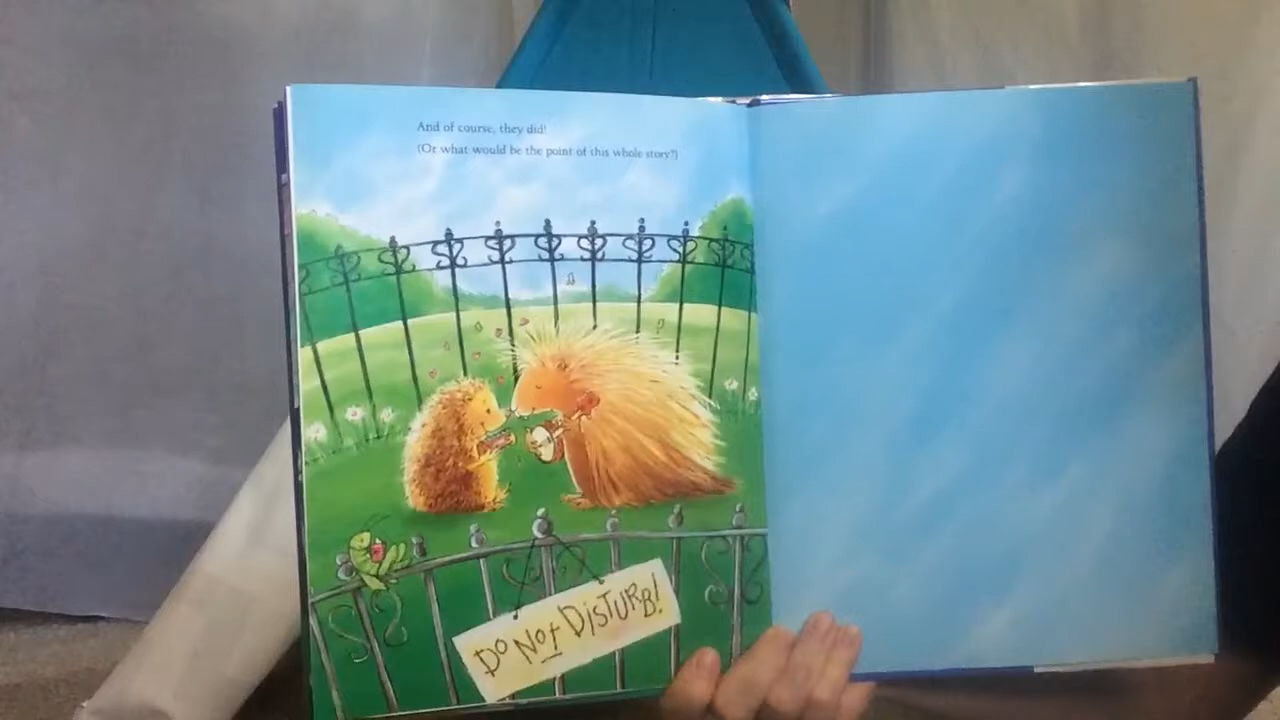 And of course, they did!
(Or what would be the point of this whole story?)
Do Not DiSTURB!